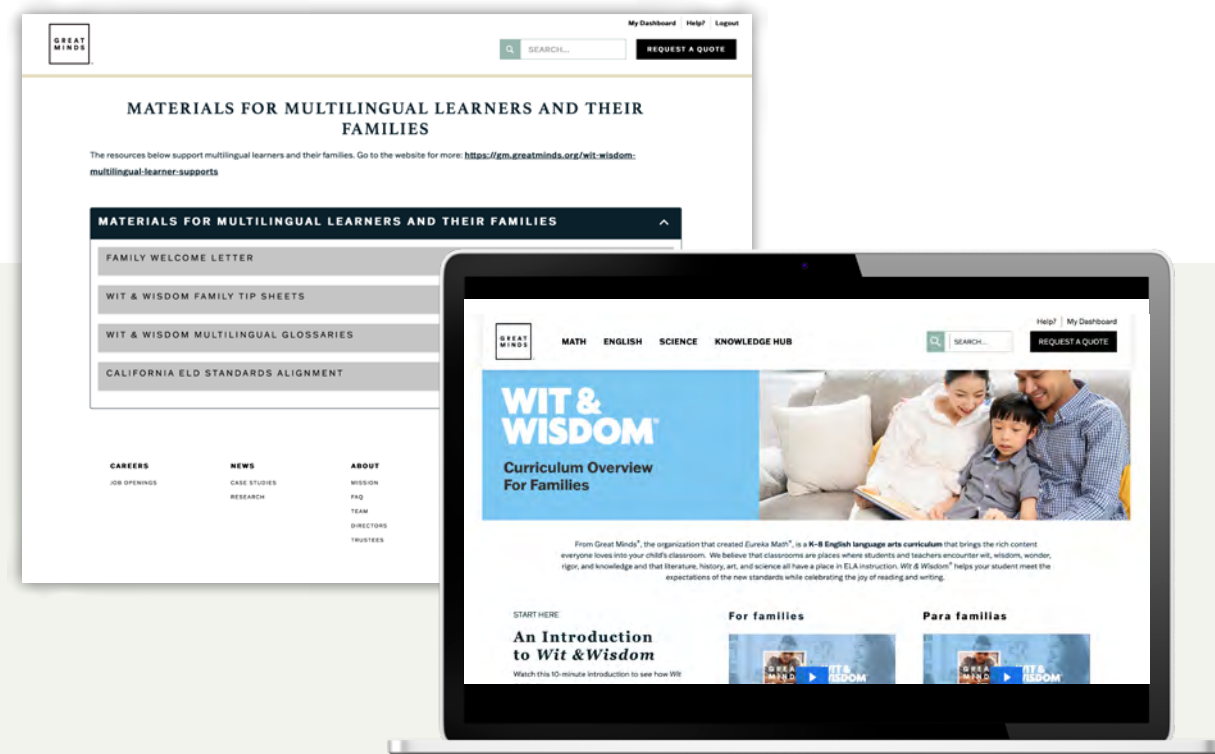 My Dashboard Help? Logout
GREAT
MINDS
SEARCH...
REQUEST A QUOTE
MATERIALS FOR MULTILINGUAL LEARNERS AND THEIR
FAMILIES
The resources below support multilingual learners and their families. Go to the website for more: https://gm.greatminds.org/wit-wisdom-
multilingual-learner-supports
MATERIALS FOR MULTILINGUAL LEARNERS AND THEIR FAMILIES
FAMILY WELCOME LETTER
WIT & WISDOM FAMILY TIP SHEETS
WIT & WISDOM MULTILINGUAL GLOSSARIES
CALIFORNIA ELD STANDARDS ALIGNMENT
CAREERS
JOB OPENINGS
NEWS
CASE STUDIES
RESEARCH
ABOUT
MISSION
FAQ
TEAM
DIRECTORS
TRUSTEES
Help? My Dashboard
GREAT
MINDS
MATH ENGLISH SCIENCE KNOWLEDGE HUB
SEARCH...
REQUEST A QUOTE
WIT &
WISDOM®
Curriculum Overview
For Families
From Great Minds®, the organization that created Eureka Math®, is a K–8 English language arts curriculum that brings the rich content
everyone loves into your child's classroom. We believe that classrooms are places where students and teachers encounter wit, wisdom, wonder,
rigor, and knowledge and that literature, history, art, and science all have a place in ELA instruction. Wit & Wisdom® helps your student meet the
expectations of the new standards while celebrating the joy of reading and writing.
START HERE
An Introduction
to Wit &Wisdom
Watch this 10-minute introduction to see how Wit
For families
Para familias